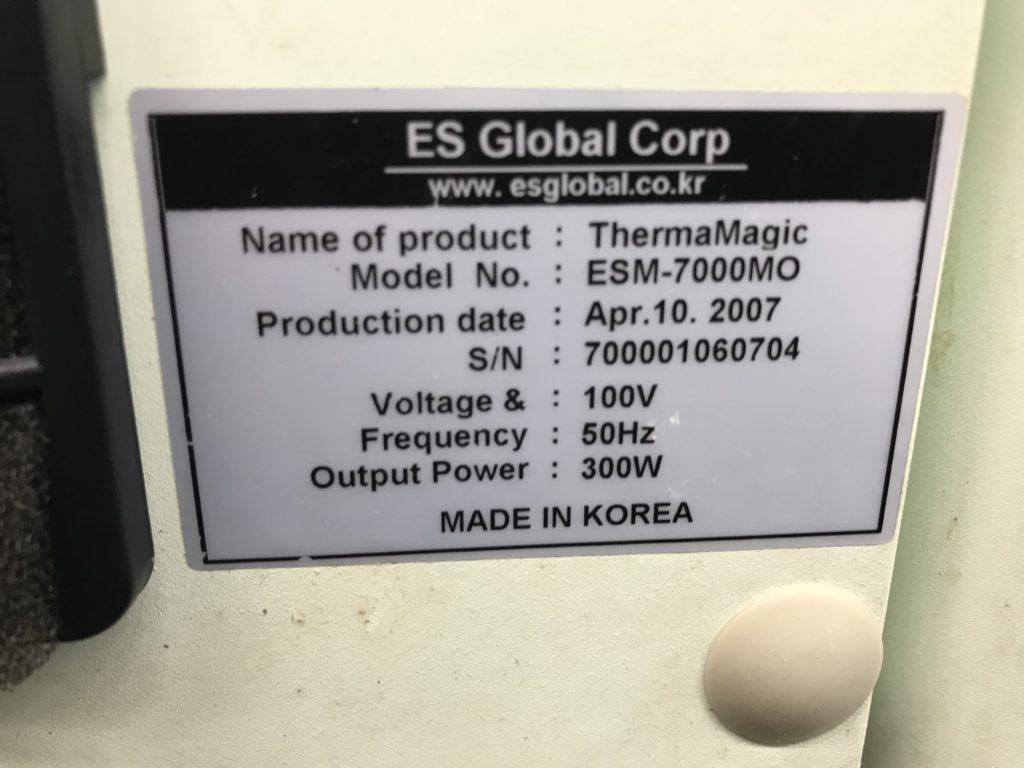 ES Global Corp
www. esglobal.co.kr
Name of product : ThermaMagic
Model No. : ESM-7000MO
Production date : Apr.10. 2007
S/N : 700001060704
Voltage & : 100V
Frequency : 50Hz
Output Power : 300W
MADE IN KOREA